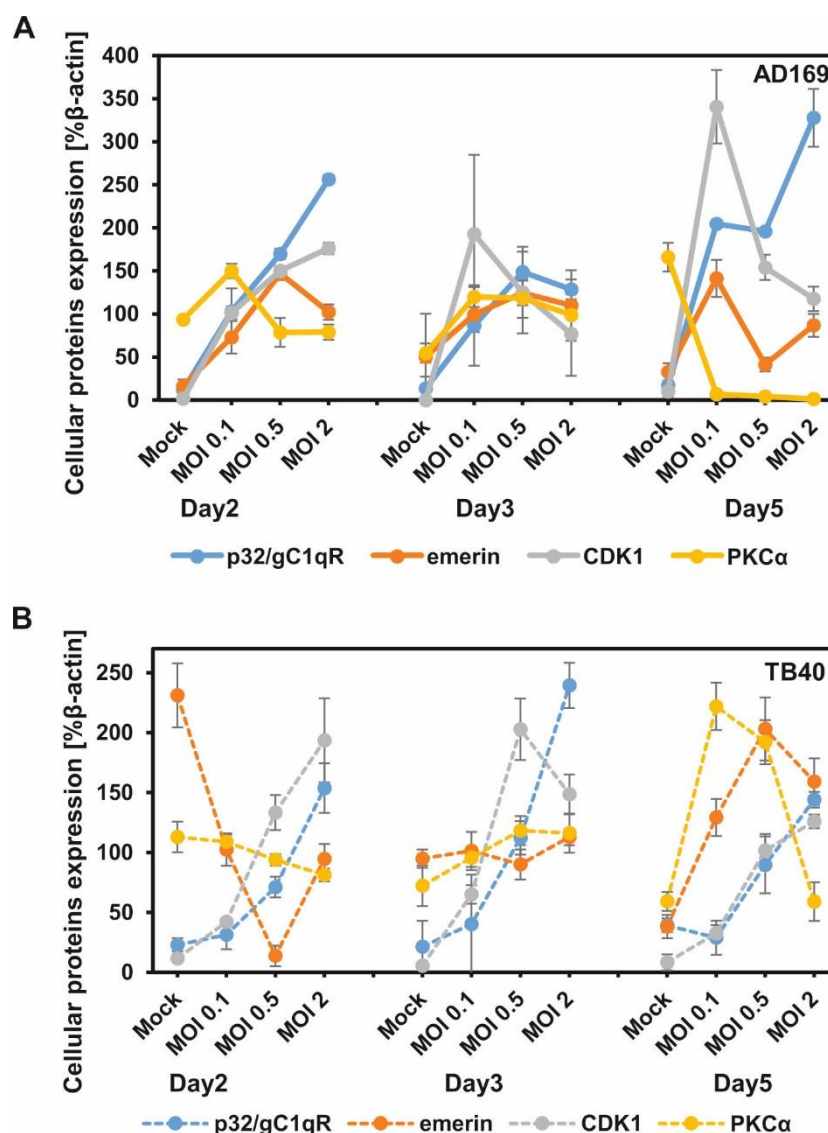 A
Cellular proteins expression [%β-actin]
400
350
300
250
200
150
100
50
0
AD169
Mock MOI 0.1 MOI 0.5 MOI 2 Mock MOI 0.1 MOI 0.5 MOI 2 Mock MOI 0.1 MOI 0.5 MOI 2
Day2 Day3 Day5
p32/gC1qR emerin CDK1 PKCα
B
Cellular proteins expression [%β-actin]
250
200
150
100
50
0
TB40
Mock MOI 0.1 MOI 0.5 MOI 2 Mock MOI 0.1 MOI 0.5 MOI 2 Mock MOI 0.1 MOI 0.5 MOI 2
Day2 Day3 Day5
p32/gC1qR emerin CDK1 PKCα